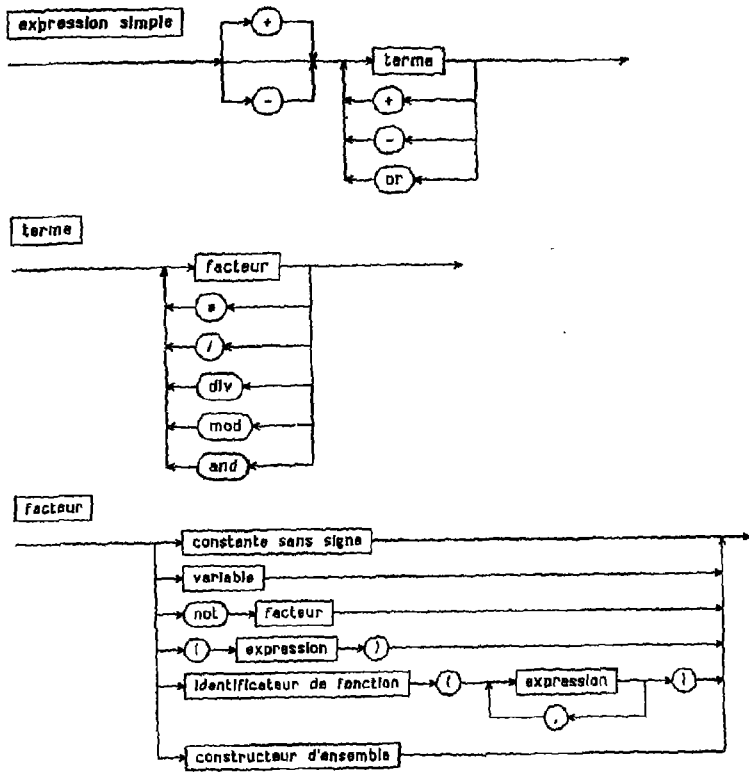 expression simple
+
terme
+
-
-
or
terme
facteur
*
/
div
mod
and
facteur
constante sans signe
variable
not facteur
( expression )
identificateur de fonction ( expression )
,
constructeur d'ensemble